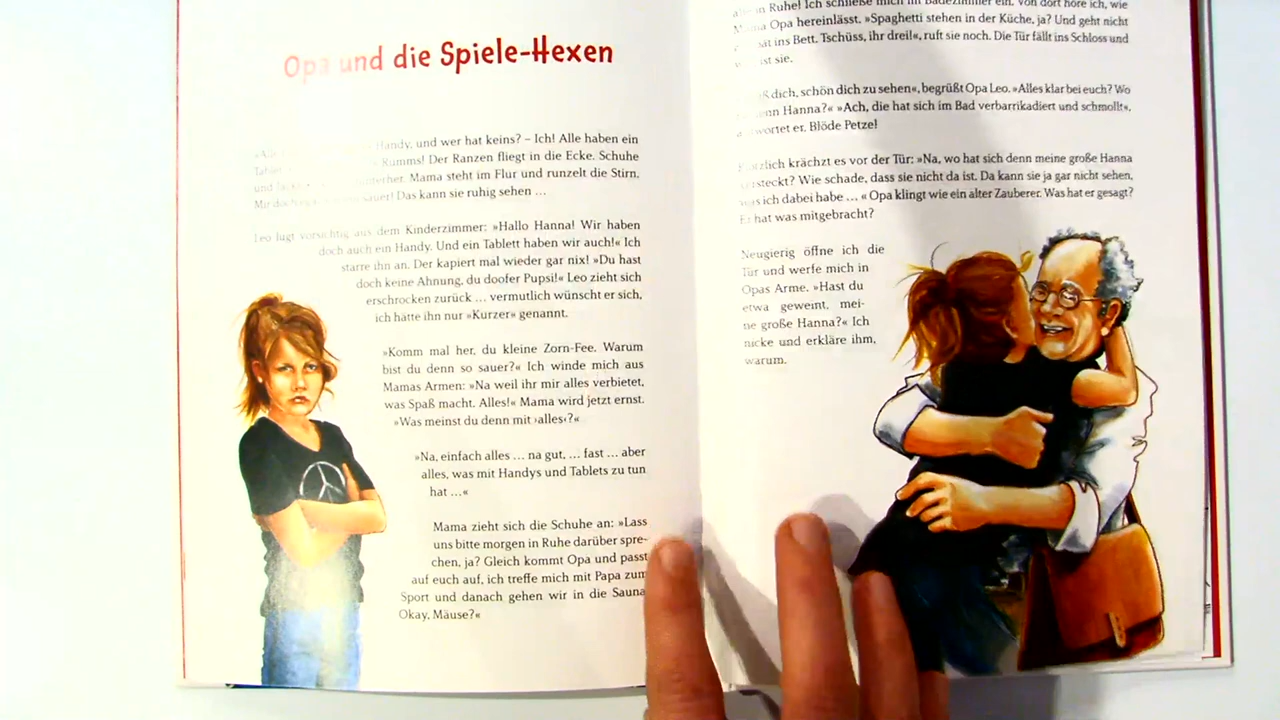 Opa und die Spiele-Hexen
Handy, und wer hat keins? – Ich! Alle haben ein
Rumms! Der Ranzen fliegt in die Ecke. Schuhe
und hinterher. Mama steht im Flur und runzelt die Stirn,
Mir doch sauer! Das kann sie ruhig sehen …
Leo lugt vorsichtig aus dem Kinderzimmer: »Hallo Hanna! Wir haben
doch auch ein Handy. Und ein Tablett haben wir auch!« Ich
starre ihn an. Der kapiert mal wieder gar nix! »Du hast
doch keine Ahnung, du doofer Pupsi!« Leo zieht sich
erschrocken zurück … vermutlich wünscht er sich,
ich hätte ihn nur »Kurzer« genannt.
»Komm mal her, du kleine Zorn-Fee. Warum
bist du denn so sauer?« Ich winde mich aus
Mamas Armen: »Na weil ihr mir alles verbietet,
was Spaß macht. Alles!« Mama wird jetzt ernst.
»Was meinst du denn mit ›alles‹?«
»Na, einfach alles … na gut, … fast … aber
alles, was mit Handys und Tablets zu tun
hat …«
Mama zieht sich die Schuhe an: »Lass
uns bitte morgen in Ruhe darüber spre-
chen, ja? Gleich kommt Opa und passt
auf euch auf, ich treffe mich mit Papa zum
Sport und danach gehen wir in die Sauna.
Okay, Mäuse?«
in Ruhe! Ich schließe mich im Badezimmer ein. Von dort höre ich, wie
Mama Opa hereinlässt. »Spaghetti stehen in der Küche, ja? Und geht nicht
ins Bett. Tschüss, ihr drei!«, ruft sie noch. Die Tür fällt ins Schloss und
ist sie.
dich, schön dich zu sehen«, begrüßt Opa Leo. »Alles klar bei euch? Wo
Hanna?« »Ach, die hat sich im Bad verbarrikadiert und schmollt«,
antwortet er. Blöde Petze!
Plötzlich krächzt es vor der Tür: »Na, wo hat sich denn meine große Hanna
versteckt? Wie schade, dass sie nicht da ist. Da kann sie ja gar nicht sehen,
was ich dabei habe … « Opa klingt wie ein alter Zauberer. Was hat er gesagt?
Er hat was mitgebracht?
Neugierig öffne ich die
Tür und werfe mich in
Opas Arme. »Hast du
etwa geweint, mei-
ne große Hanna?« Ich
nicke und erkläre ihm,
warum.